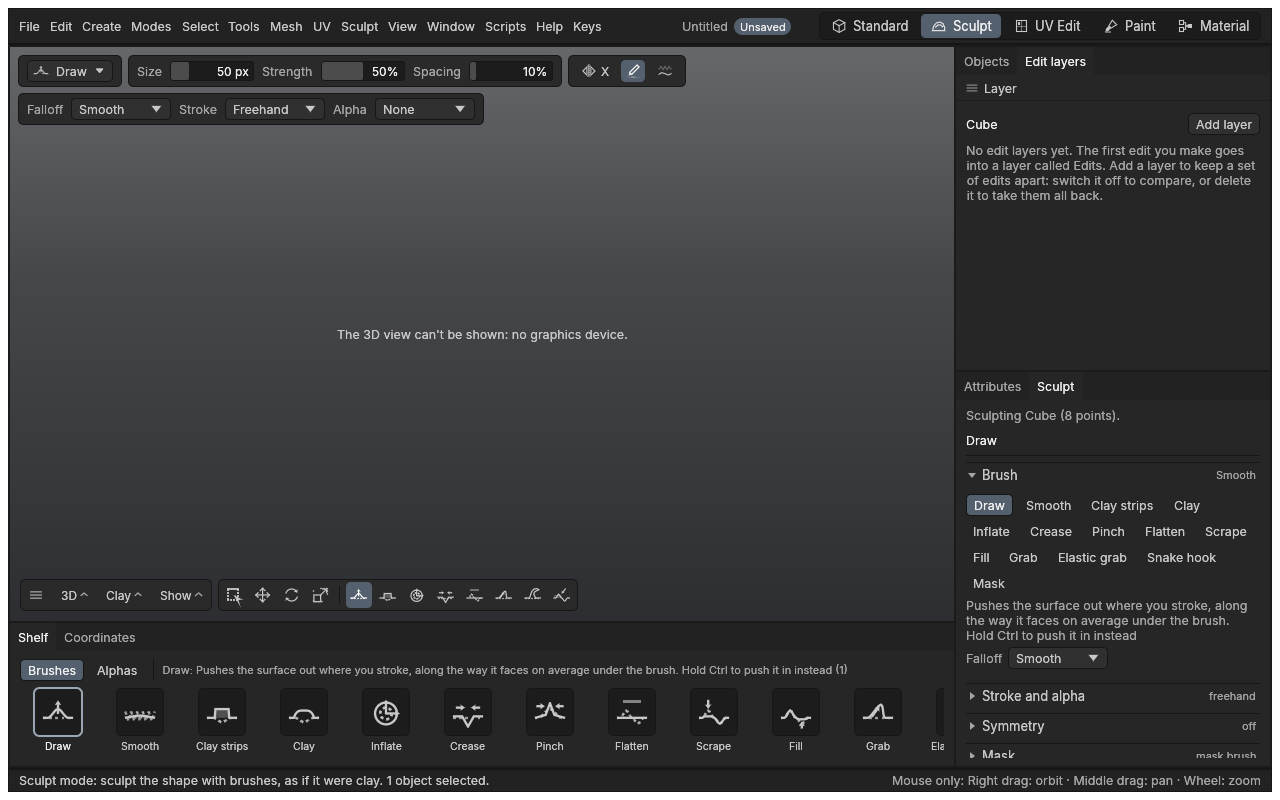 File Edit Create Modes Select Tools Mesh UV Sculpt View Window Scripts Help Keys Untitled Unsaved Standard Sculpt UV Edit Paint Material
Draw Size 50 px Strength 50% Spacing 10% X
Falloff Smooth Stroke Freehand Alpha None
The 3D view can't be shown: no graphics device.
3D Clay Show
Objects Edit layers
Layer
Cube Add layer
No edit layers yet. The first edit you make goes
into a layer called Edits. Add a layer to keep a set
of edits apart: switch it off to compare, or delete
it to take them all back.
Attributes Sculpt
Sculpting Cube (8 points).
Draw
Brush Smooth
Draw Smooth Clay strips Clay
Inflate Crease Pinch Flatten Scrape
Fill Grab Elastic grab Snake hook
Mask
Pushes the surface out where you stroke, along
the way it faces on average under the brush.
Hold Ctrl to push it in instead
Falloff Smooth
Stroke and alpha freehand
Symmetry off
Mask mask brush
Shelf Coordinates
Brushes Alphas Draw: Pushes the surface out where you stroke, along the way it faces on average under the brush. Hold Ctrl to push it in instead (1)
Draw Smooth Clay strips Clay Inflate Crease Pinch Flatten Scrape Fill Grab Ela
Sculpt mode: sculpt the shape with brushes, as if it were clay. 1 object selected. Mouse only: Right drag: orbit · Middle drag: pan · Wheel: zoom